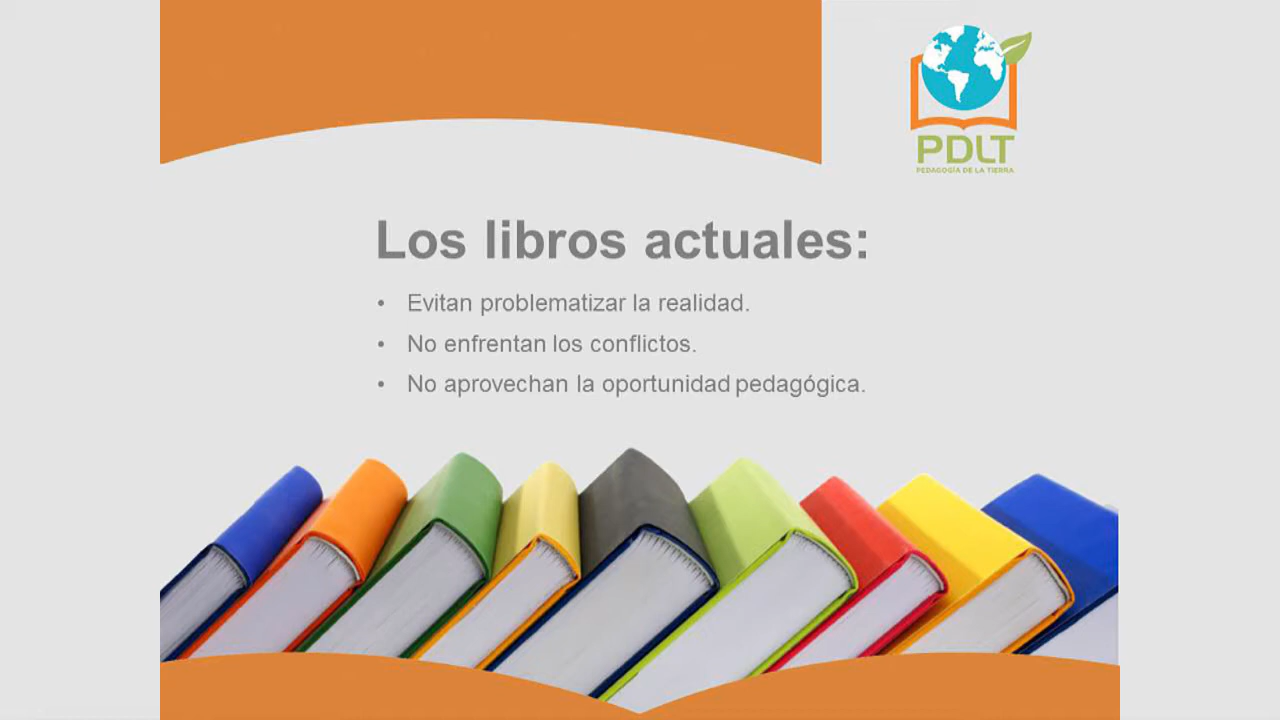 PDLT
PEDAGOGÍA DE LA TIERRA
Los libros actuales:
• Evitan problematizar la realidad.
• No enfrentan los conflictos.
• No aprovechan la oportunidad pedagógica.